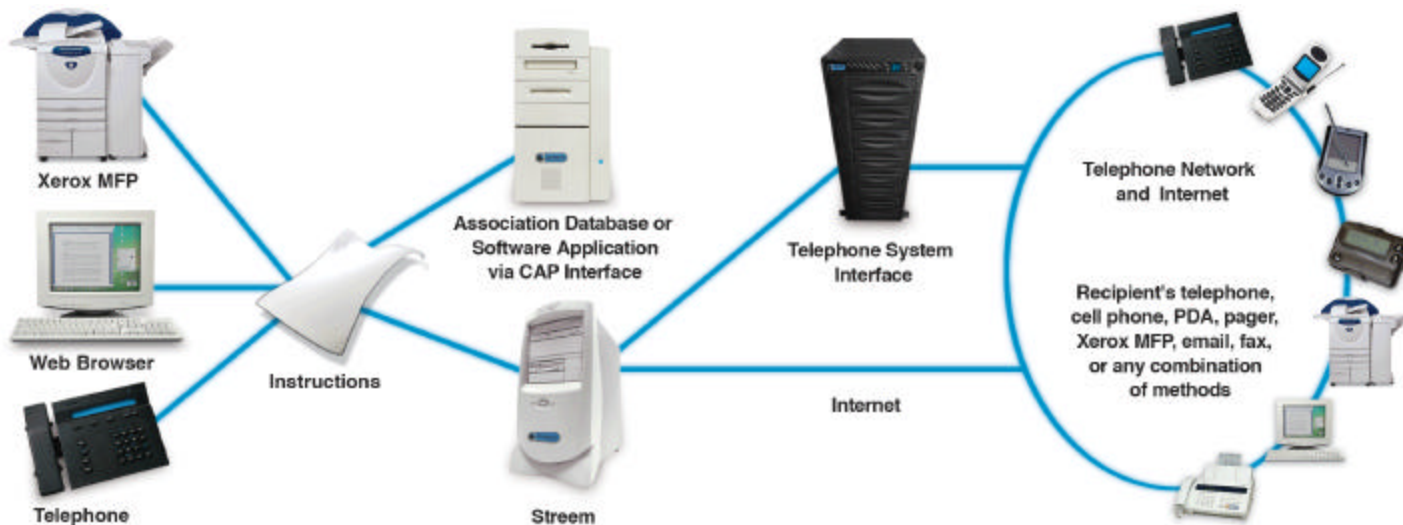 Xerox MFP
Web Browser
Telephone
Instructions
Association Database or
Software Application
via CAP Interface
Streem
Telephone System
Interface
Internet
Telephone Network
and Internet
Recipient's telephone,
cell phone, PDA, pager,
Xerox MFP, email, fax,
or any combination
of methods